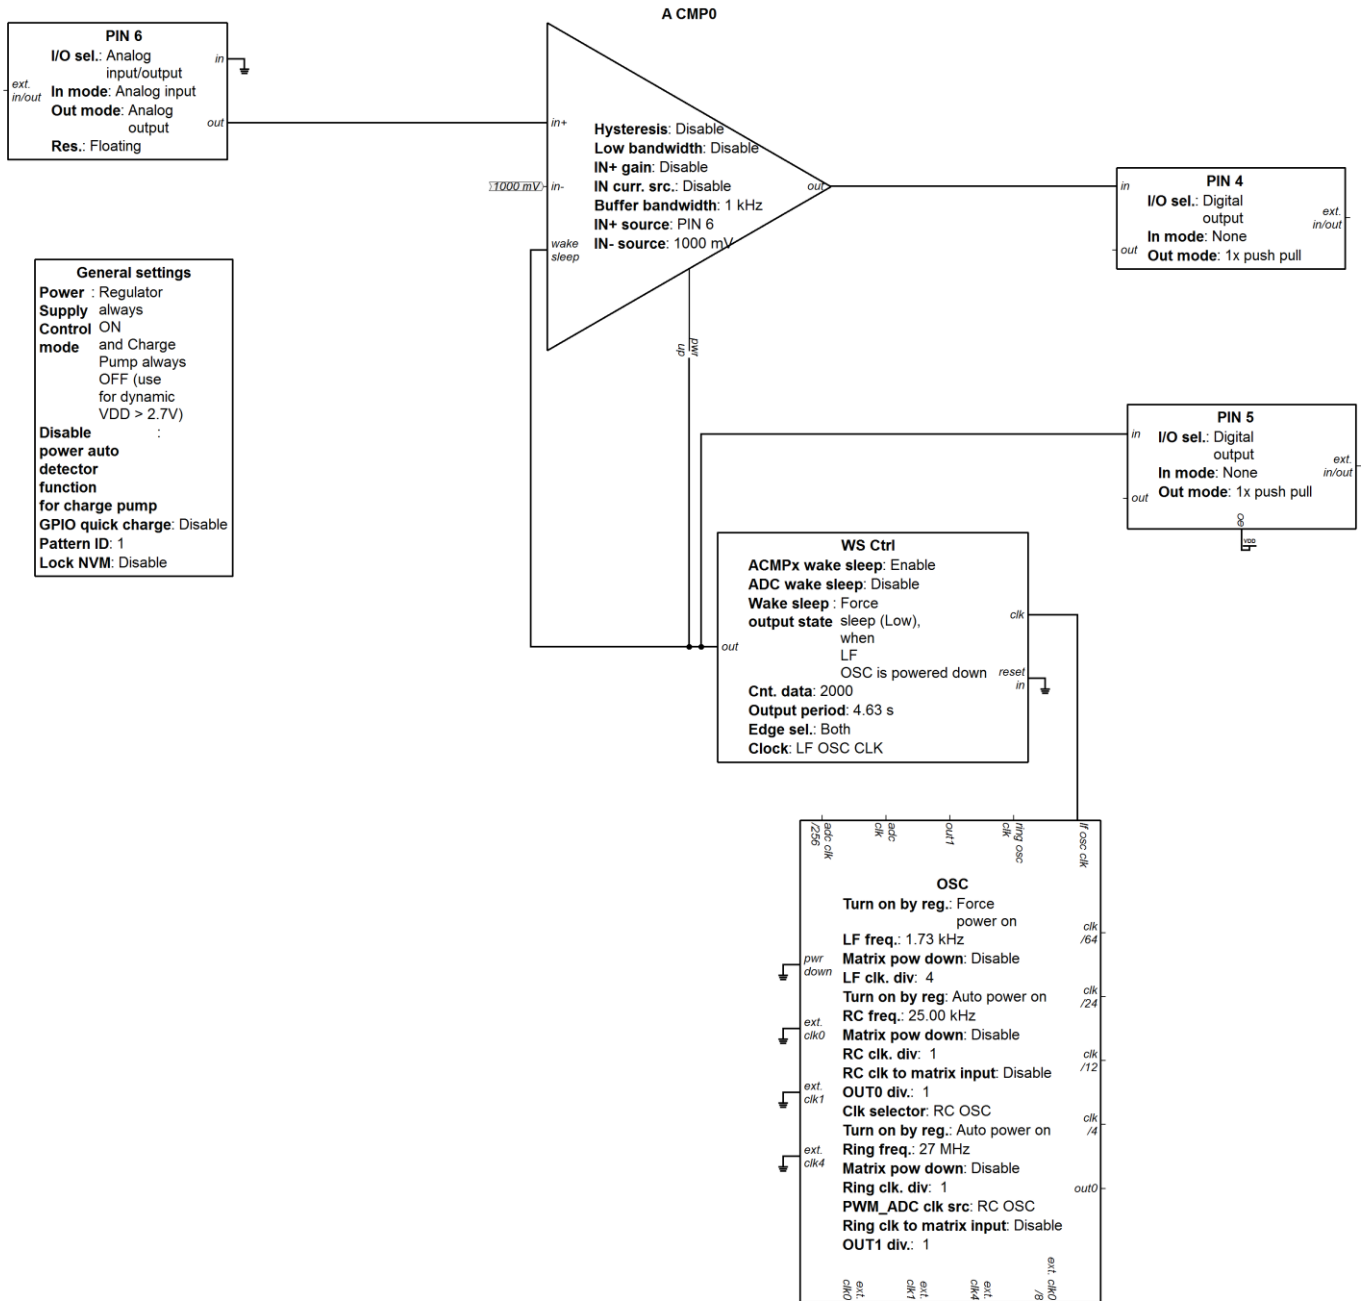 A CMP0
PIN 6
I/O sel.: Analog
input/output
In mode: Analog input
Out mode: Analog
output
Res.: Floating
ext.
in/out
in
out
in+
1000 mV
in-
wake
sleep
Hysteresis: Disable
Low bandwidth: Disable
IN+ gain: Disable
IN curr. src.: Disable
Buffer bandwidth: 1 kHz
IN+ source: PIN 6
IN- source: 1000 mV
out
pwr
up
PIN 4
I/O sel.: Digital
output
In mode: None
Out mode: 1x push pull
in
out
ext.
in/out
General settings
Power : Regulator
Supply always
Control ON
mode and Charge
Pump always
OFF (use
for dynamic
VDD > 2.7V)
Disable :
power auto
detector
function
for charge pump
GPIO quick charge: Disable
Pattern ID: 1
Lock NVM: Disable
PIN 5
I/O sel.: Digital
output
In mode: None
Out mode: 1x push pull
in
out
ext.
in/out
oe
VDD
WS Ctrl
ACMPx wake sleep: Enable
ADC wake sleep: Disable
Wake sleep : Force
output state sleep (Low),
when
LF
OSC is powered down
Cnt. data: 2000
Output period: 4.63 s
Edge sel.: Both
Clock: LF OSC CLK
out
clk
reset
in
adc clk
/256
adc
clk
out1
ring osc
clk
lf osc clk
OSC
Turn on by reg.: Force
power on
LF freq.: 1.73 kHz
Matrix pow down: Disable
LF clk. div: 4
Turn on by reg: Auto power on
RC freq.: 25.00 kHz
Matrix pow down: Disable
RC clk. div: 1
RC clk to matrix input: Disable
OUT0 div.: 1
Clk selector: RC OSC
Turn on by reg.: Auto power on
Ring freq.: 27 MHz
Matrix pow down: Disable
Ring clk. div: 1
PWM_ADC clk src: RC OSC
Ring clk to matrix input: Disable
OUT1 div.: 1
pwr
down
ext.
clk0
ext.
clk1
ext.
clk4
clk
/64
clk
/24
clk
/12
clk
/4
out0
ext.
clk0
ext.
clk1
ext.
clk4
ext. clk0
/8